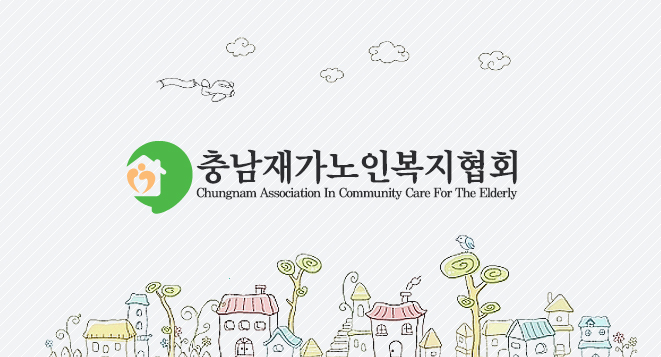 충남재가노인복지협회
Chungnam Association In Community Care For The Elderly